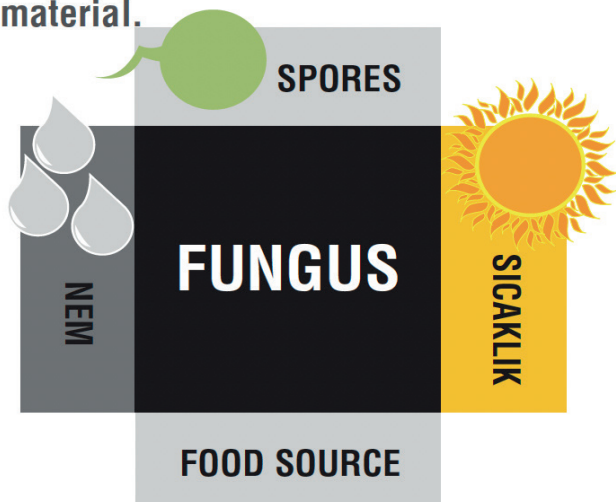 material.
SPORES
FUNGUS
NEM
SICAKLIK
FOOD SOURCE